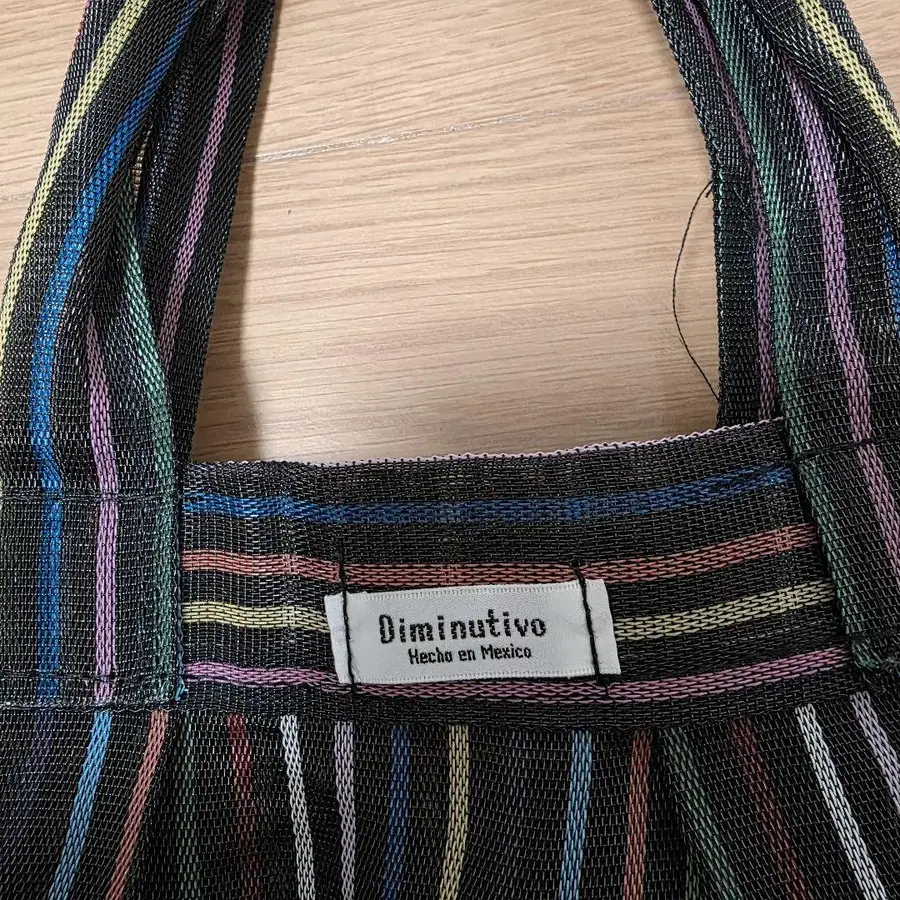 Diminutivo
Hecho en Mexico